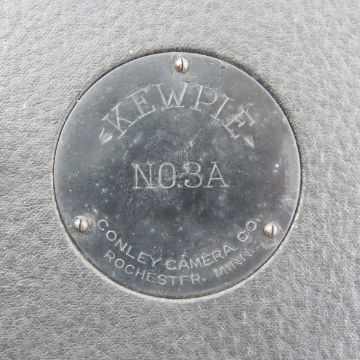 KEWPIE
NO.3A
CONLEY CAMERA CO.
ROCHESTER, MINN.